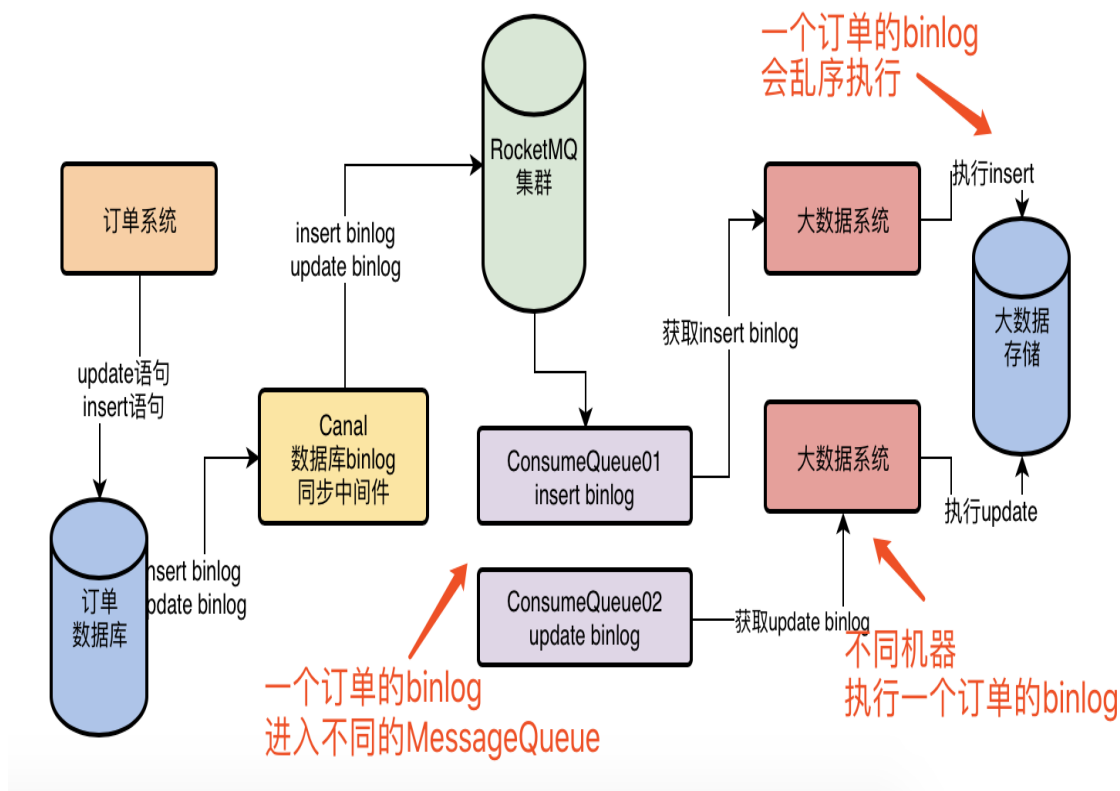 一个订单的binlog
会乱序执行
RocketMQ
集群
订单系统
insert binlog
update binlog
大数据系统
执行insert
大数据
存储
获取insert binlog
update语句
insert语句
Canal
数据库binlog
同步中间件
ConsumeQueue01
insert binlog
大数据系统
执行update
nsert binlog
pdate binlog
订单
数据库
ConsumeQueue02
update binlog
获取update binlog
不同机器
执行一个订单的binlog
一个订单的binlog
进入不同的MessageQueue